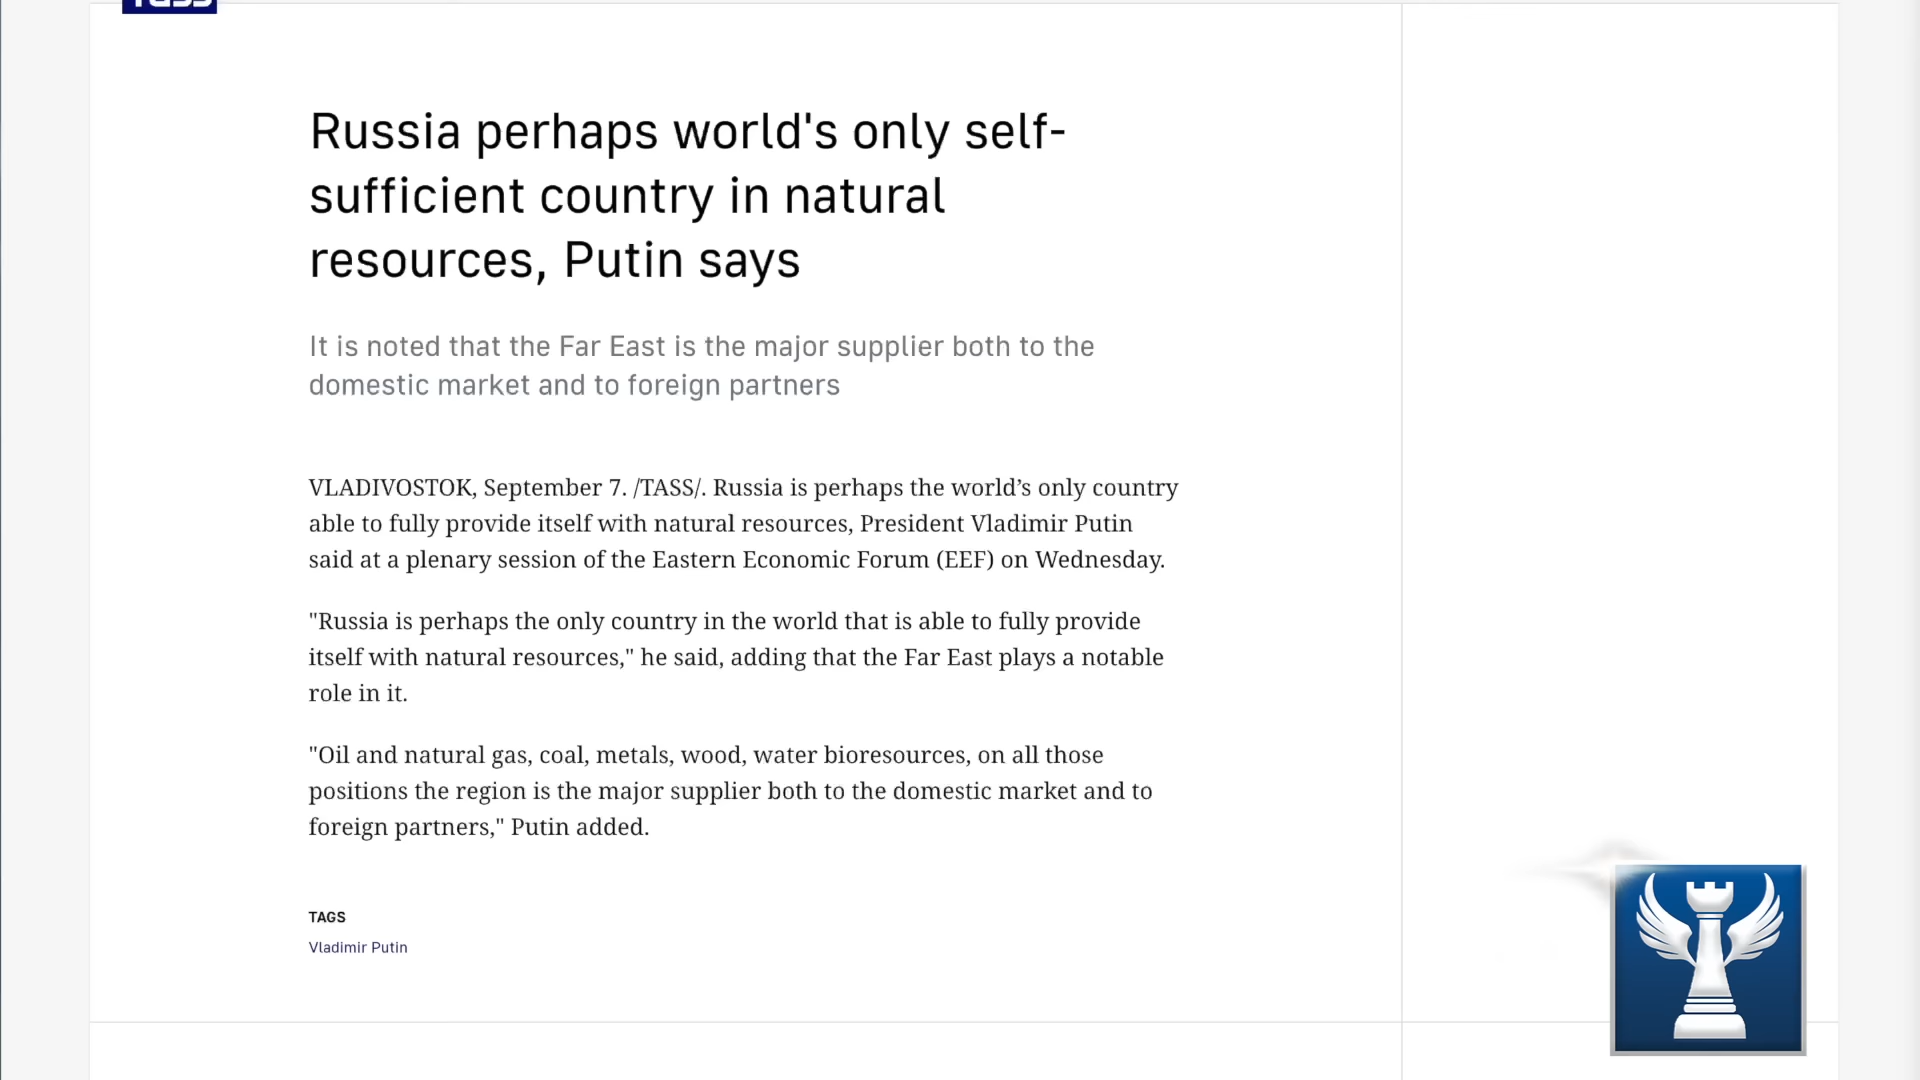 Tass
Russia perhaps world's only self-
sufficient country in natural
resources, Putin says
It is noted that the Far East is the major supplier both to the
domestic market and to foreign partners
VLADIVOSTOK, September 7. /TASS/. Russia is perhaps the world’s only country
able to fully provide itself with natural resources, President Vladimir Putin
said at a plenary session of the Eastern Economic Forum (EEF) on Wednesday.
"Russia is perhaps the only country in the world that is able to fully provide
itself with natural resources," he said, adding that the Far East plays a notable
role in it.
"Oil and natural gas, coal, metals, wood, water bioresources, on all those
positions the region is the major supplier both to the domestic market and to
foreign partners," Putin added.
TAGS
Vladimir Putin